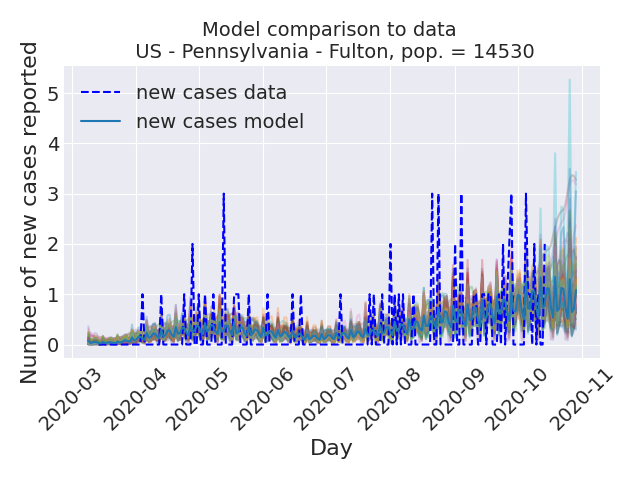 Model comparison to data
US - Pennsylvania - Fulton, pop. = 14530
Number of new cases reported
new cases data
new cases model
5
4
3
2
1
0
2020-03
2020-04
2020-05
2020-06
2020-07
2020-08
2020-09
2020-10
2020-11
Day